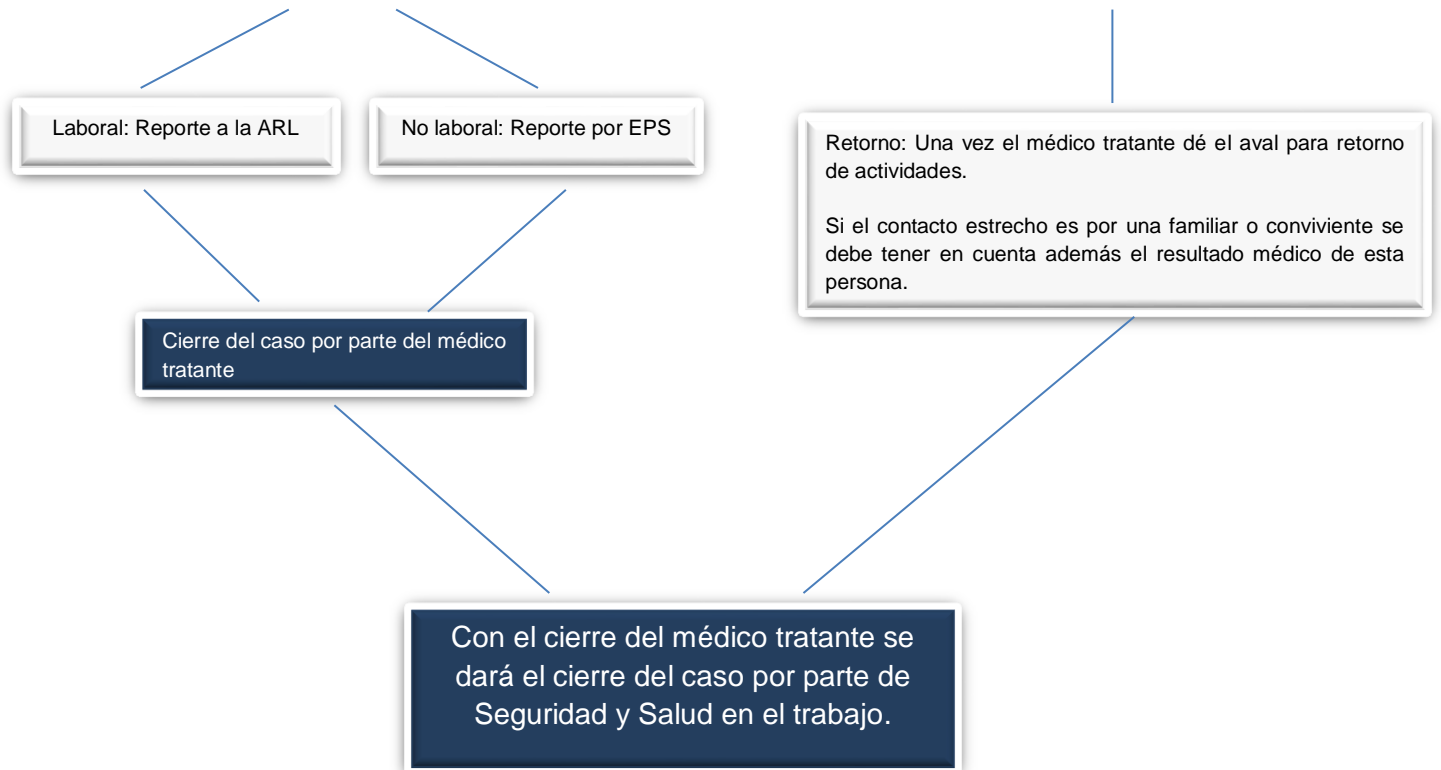 Laboral: Reporte a la ARL
No laboral: Reporte por EPS
Retorno: Una vez el médico tratante dé el aval para retorno
de actividades.
Si el contacto estrecho es por una familiar o conviviente se
debe tener en cuenta además el resultado médico de esta
persona.
Cierre del caso por parte del médico
tratante
Con el cierre del médico tratante se
dará el cierre del caso por parte de
Seguridad y Salud en el trabajo.